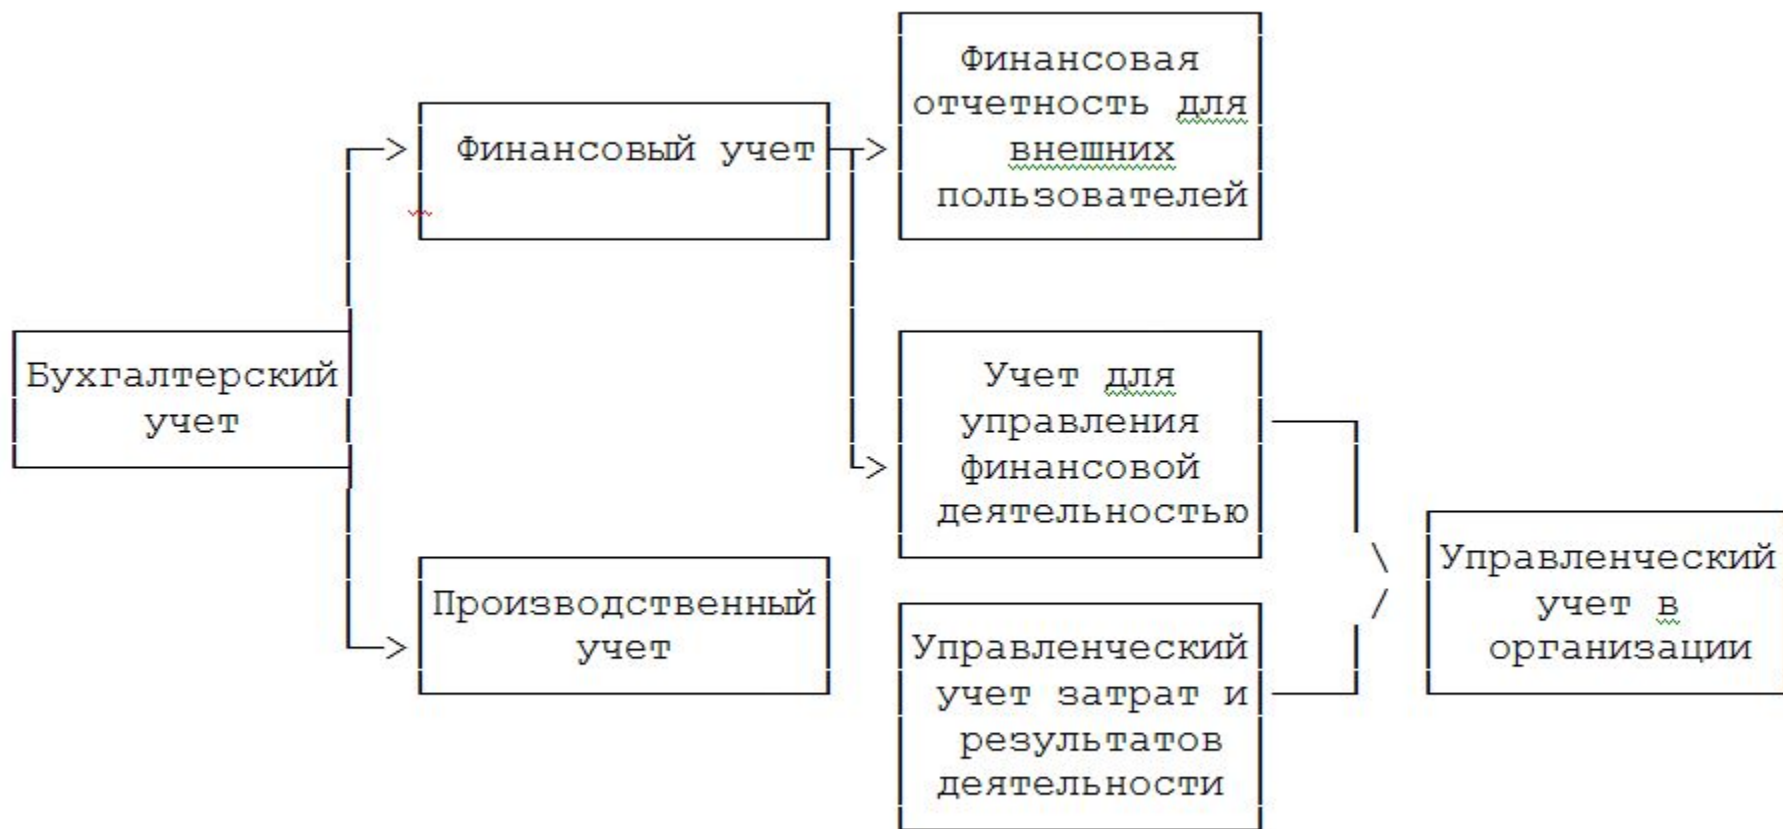 Бухгалтерский
учет
Финансовый учет
Производственный
учет
Финансовая
отчетность для
внешних
пользователей
Учет для
управления
финансовой
деятельностью
Управленческий
учет затрат и
результатов
деятельности
Управленческий
учет в
организации